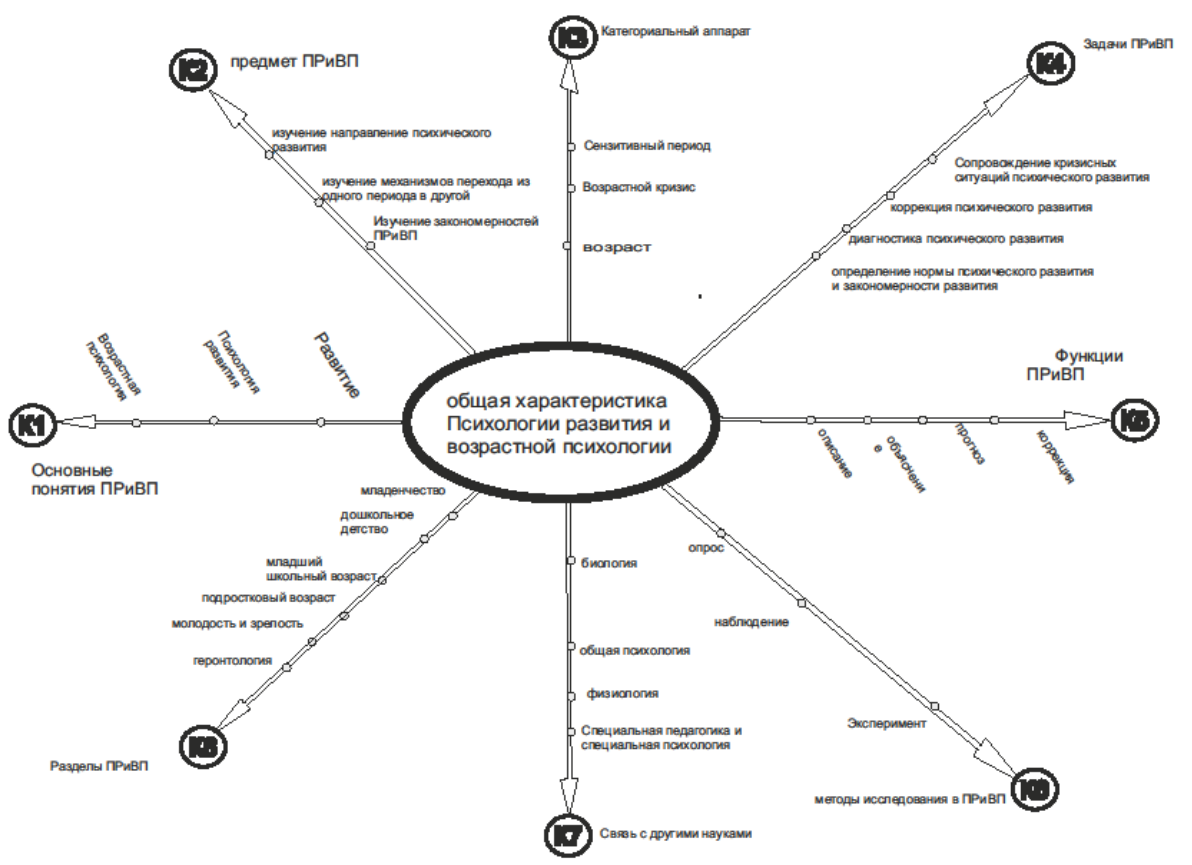 К3
Категориальный аппарат
К2
предмет ПРиВП
К4
Задачи ПРиВП
изучение направление психического
развития
изучение механизмов перехода из
одного периода в другой
Изучение закономерностей
ПРиВП
Сензитивный период
Возрастной кризис
возраст
Сопровождение кризисных
ситуаций психического развития
коррекция психического развития
диагностика психического развития
определение нормы психического развития
и закономерности развития
К1
Основные
понятия ПРиВП
Возрастная
психология
Психология
развития
Развитие
общая характеристика
Психологии развития и
возрастной психологии
Функции
ПРиВП
К5
описание
объяснени
е
прогноз
коррекция
младенчество
дошкольное
детство
младший
школьный возраст
подростковый возраст
молодость и зрелость
геронтология
Разделы ПРиВП
биология
общая психология
физиология
Специальная педагогика и
специальная психология
К7
Связь с другими науками
опрос
наблюдение
Эксперимент
методы исследования в ПРиВП